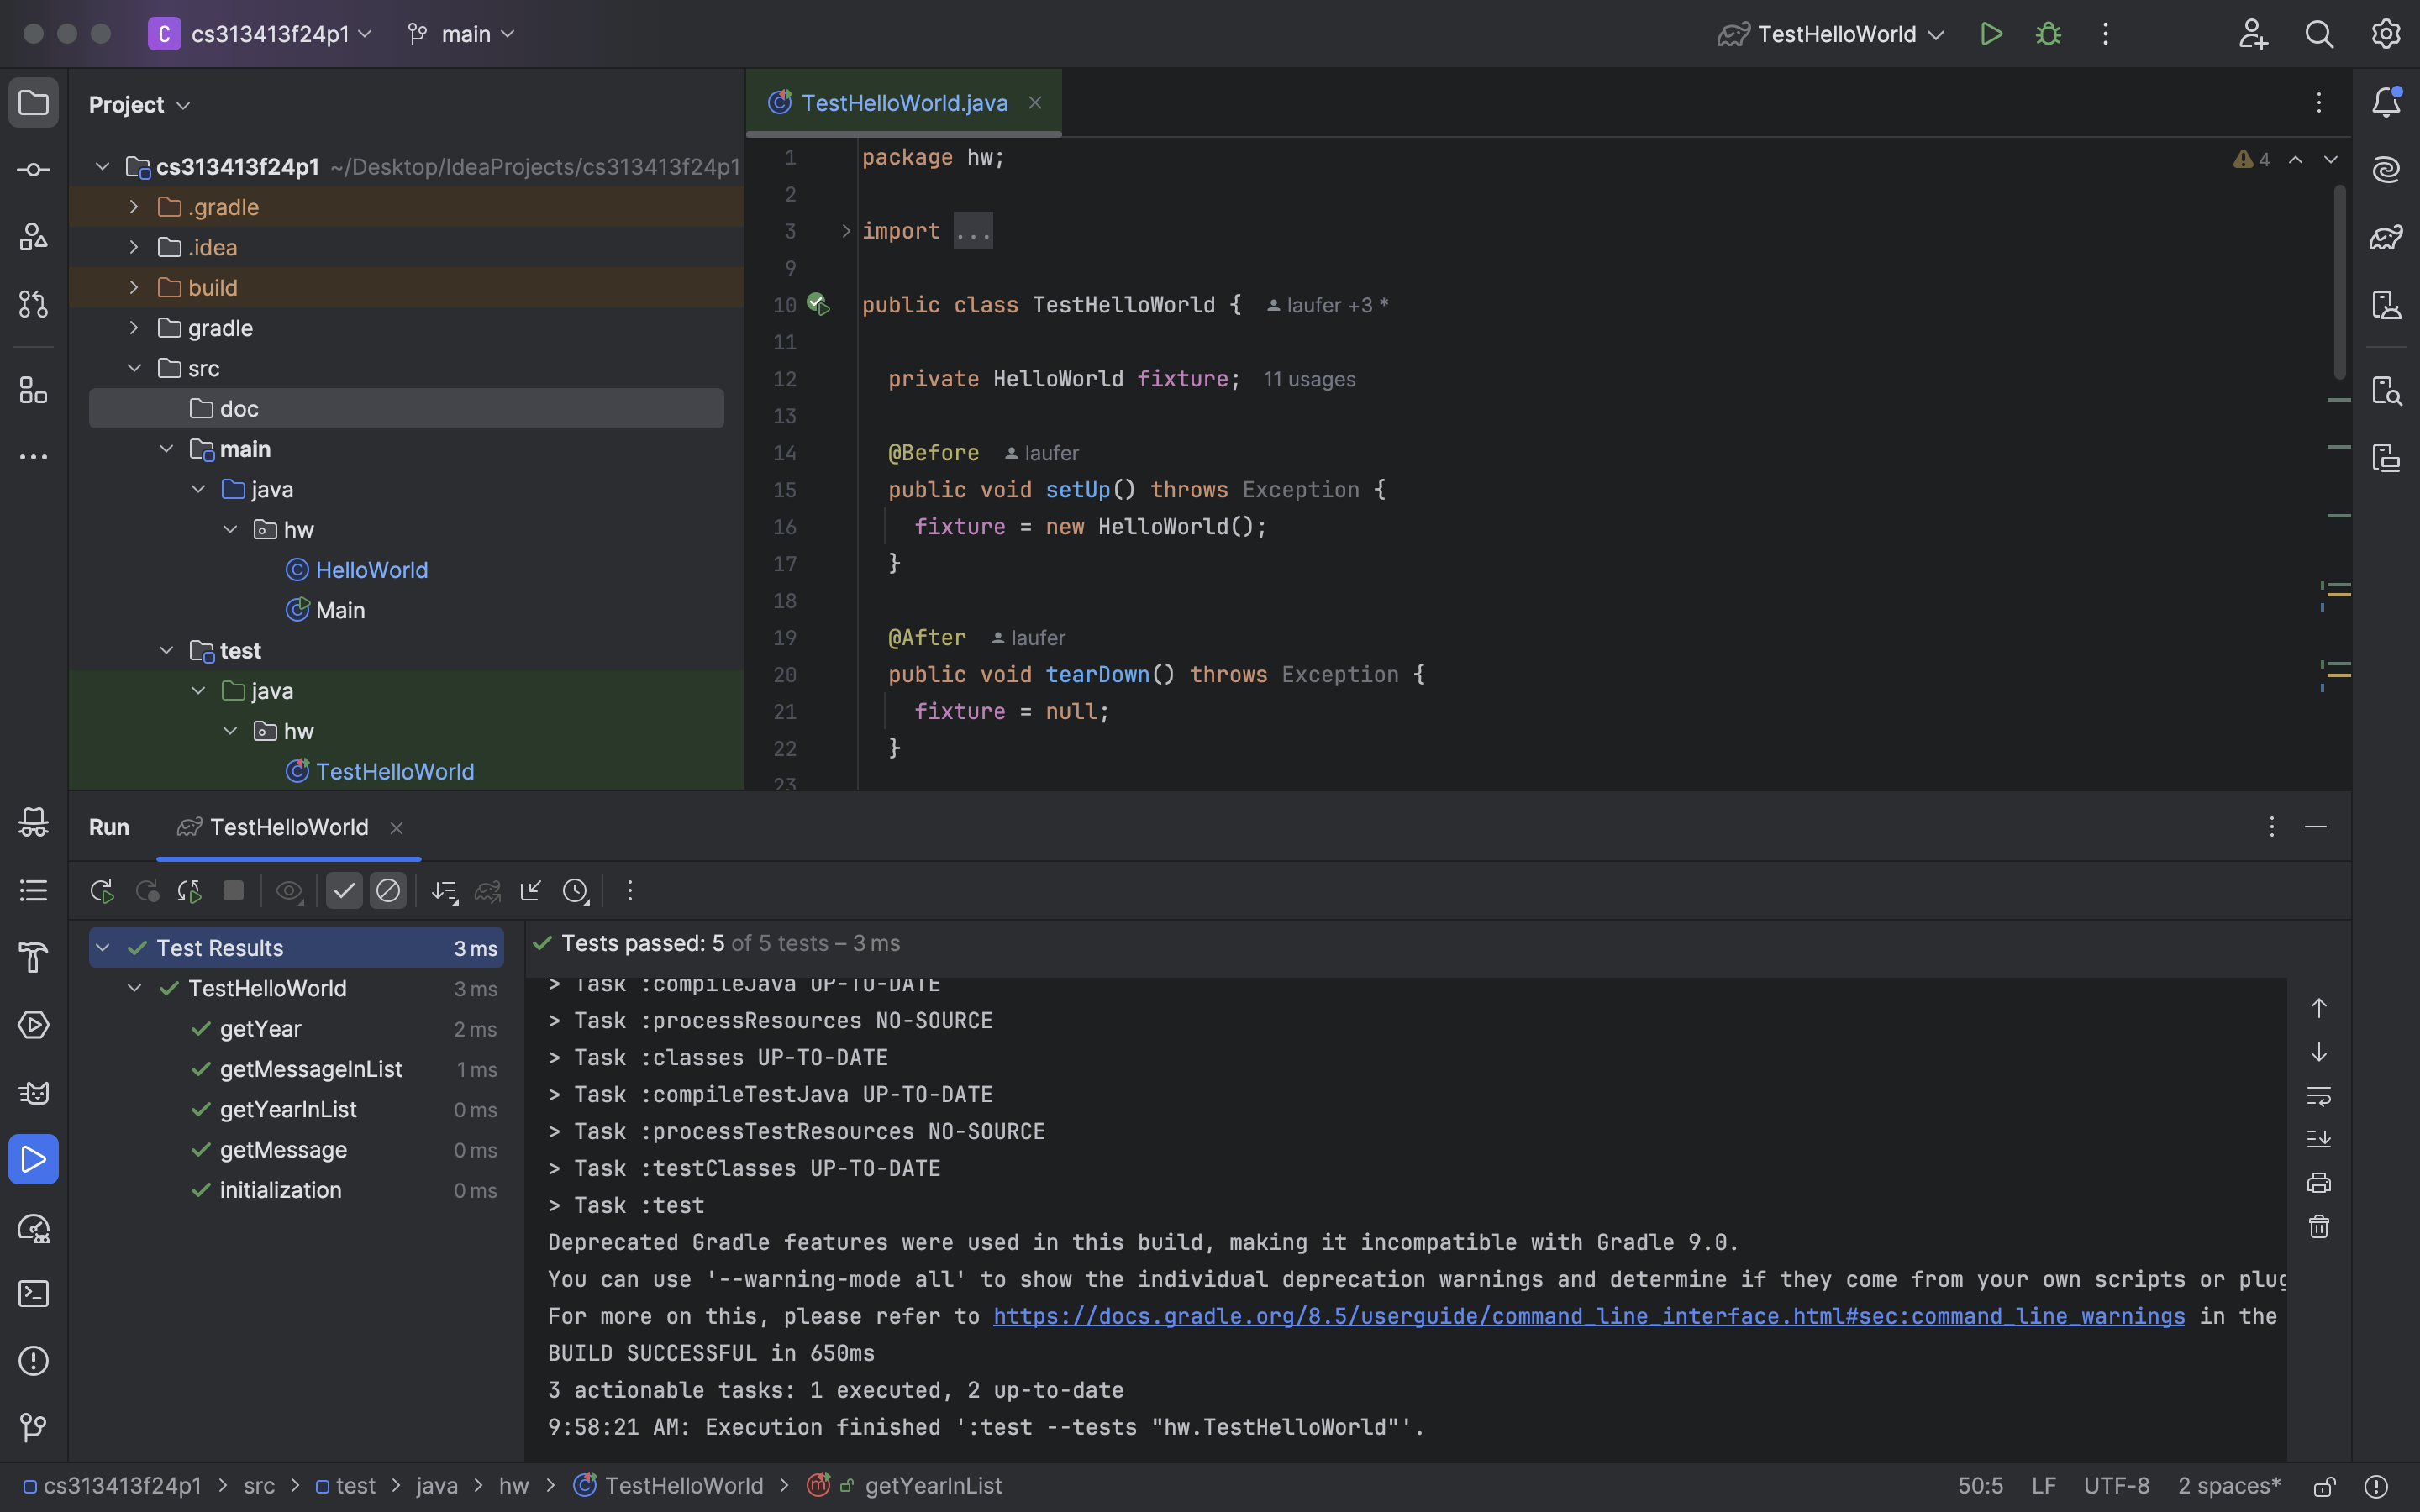 C cs313413f24p1 main TestHelloWorld
Project
cs313413f24p1 ~/Desktop/IdeaProjects/cs313413f24p1
.gradle
.idea
build
gradle
src
doc
main
java
hw
HelloWorld
Main
test
java
hw
TestHelloWorld
TestHelloWorld.java
4
1 package hw;
2
3 import ...
9
10 public class TestHelloWorld { laufer +3 *
11
12 private HelloWorld fixture; 11 usages
13
14 @Before laufer
15 public void setUp() throws Exception {
16 fixture = new HelloWorld();
17 }
18
19 @After laufer
20 public void tearDown() throws Exception {
21 fixture = null;
22 }
23
Run TestHelloWorld
Test Results 3 ms
TestHelloWorld 3 ms
getYear 2 ms
getMessageInList 1 ms
getYearInList 0 ms
getMessage 0 ms
initialization 0 ms
Tests passed: 5 of 5 tests – 3 ms
> Task :compileJava UP-TO-DATE
> Task :processResources NO-SOURCE
> Task :classes UP-TO-DATE
> Task :compileTestJava UP-TO-DATE
> Task :processTestResources NO-SOURCE
> Task :testClasses UP-TO-DATE
> Task :test
Deprecated Gradle features were used in this build, making it incompatible with Gradle 9.0.
You can use '--warning-mode all' to show the individual deprecation warnings and determine if they come from your own scripts or plug
For more on this, please refer to https://docs.gradle.org/8.5/userguide/command_line_interface.html#sec:command_line_warnings in the
BUILD SUCCESSFUL in 650ms
3 actionable tasks: 1 executed, 2 up-to-date
9:58:21 AM: Execution finished ':test --tests "hw.TestHelloWorld"'.
cs313413f24p1 > src > test > java > hw > TestHelloWorld > getYearInList 50:5 LF UTF-8 2 spaces*